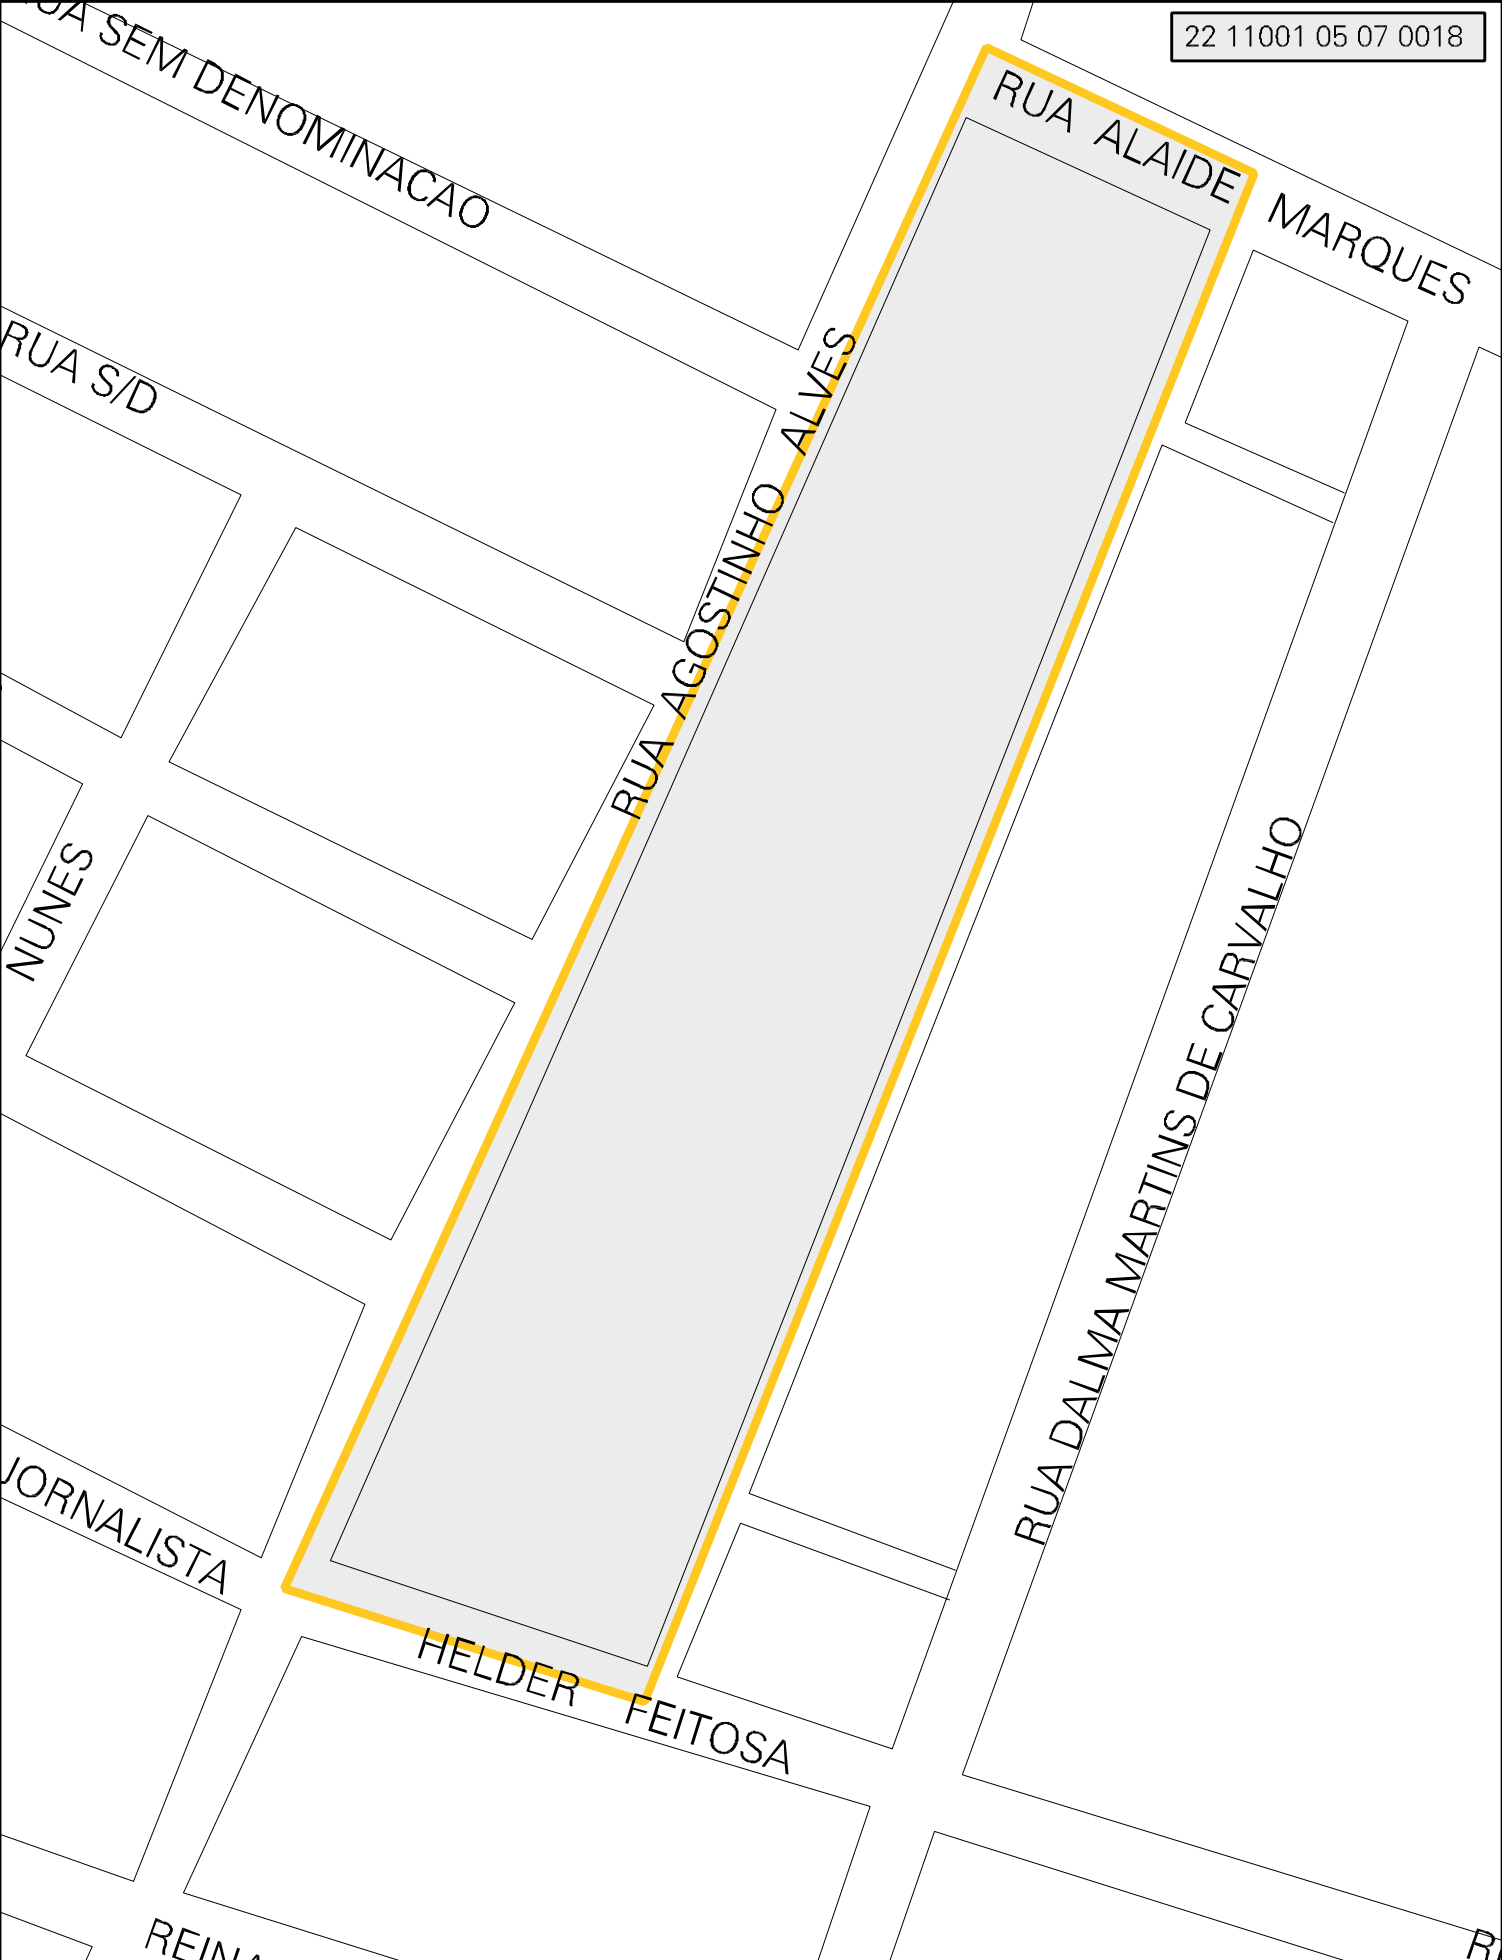 22 11001 05 07 0018
SEM DENOMINACAO
RUA ALAIDE MARQUES
RUA S/D
RUA AGOSTINHO ALVES
NUNES
RUA DALMA MARTINS DE CARVALHO
JORNALISTA HELDER FEITOSA